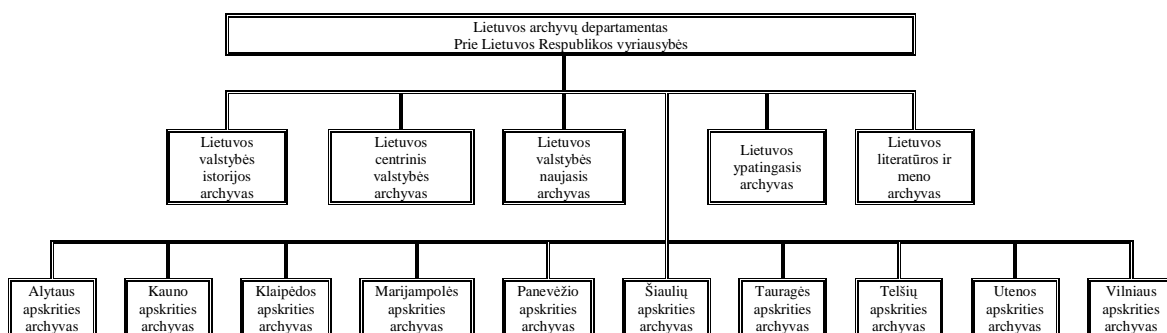 Lietuvos archyvų departamentas
Prie Lietuvos Respublikos vyriausybės
Lietuvos
valstybės
istorijos
archyvas
Lietuvos
centrinis
valstybės
archyvas
Lietuvos
valstybės
naujasis
archyvas
Lietuvos
ypatingasis
archyvas
Lietuvos
literatūros ir
meno
archyvas
Alytaus
apskrities
archyvas
Kauno
apskrities
archyvas
Klaipėdos
apskrities
archyvas
Marijampolės
apskrities
archyvas
Panevėžio
apskrities
archyvas
Šiaulių
apskrities
archyvas
Tauragės
apskrities
archyvas
Telšių
apskrities
archyvas
Utenos
apskrities
archyvas
Vilniaus
apskrities
archyvas